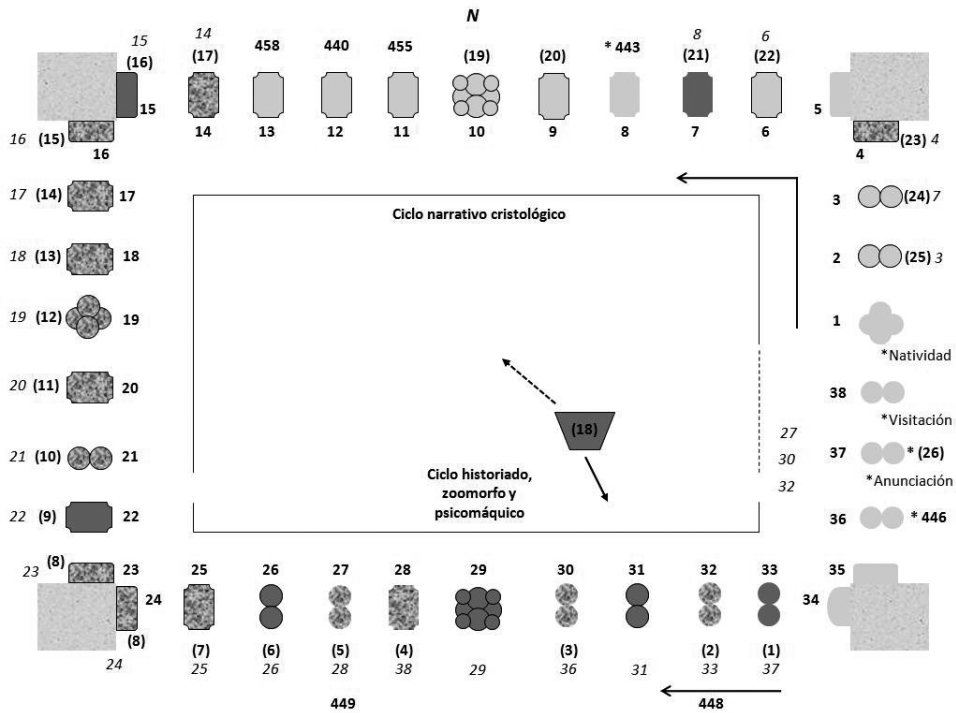 N
15 14 8 6
(16) (17) 458 440 455 (19) (20) * 443 (21) (22)
15 14 13 12 11 10 9 8 7 6 5
16 (15) 16 4 (23) 4
17 (14) 17 3 (24) 7
Ciclo narrativo cristológico
18 (13) 18 2 (25) 3
19 (12) 19 1
*Natividad
20 (11) 20 38
*Visitación
(18)
27
21 (10) 21 37 * (26)
30
Ciclo historiado,
zoomorfo y
psicomáquico
*Anunciación
32
22 (9) 22 36 * 446
23 (8) 23 25 26 27 28 29 30 31 32 33 35
24 34
(8) (7) (6) (5) (4) (3) (2) (1)
24 25 26 28 38 29 36 31 33 37
449 448